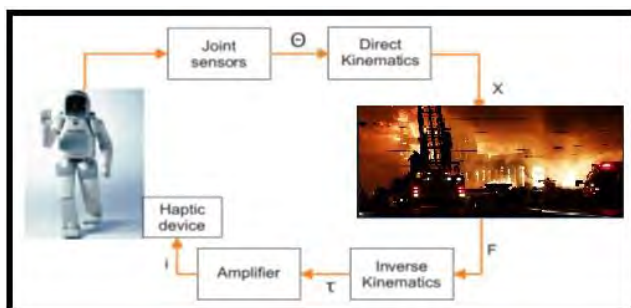 Joint
sensors
Θ
Direct
Kinematics
X
Haptic
device
i
Amplifier
τ
Inverse
Kinematics
F